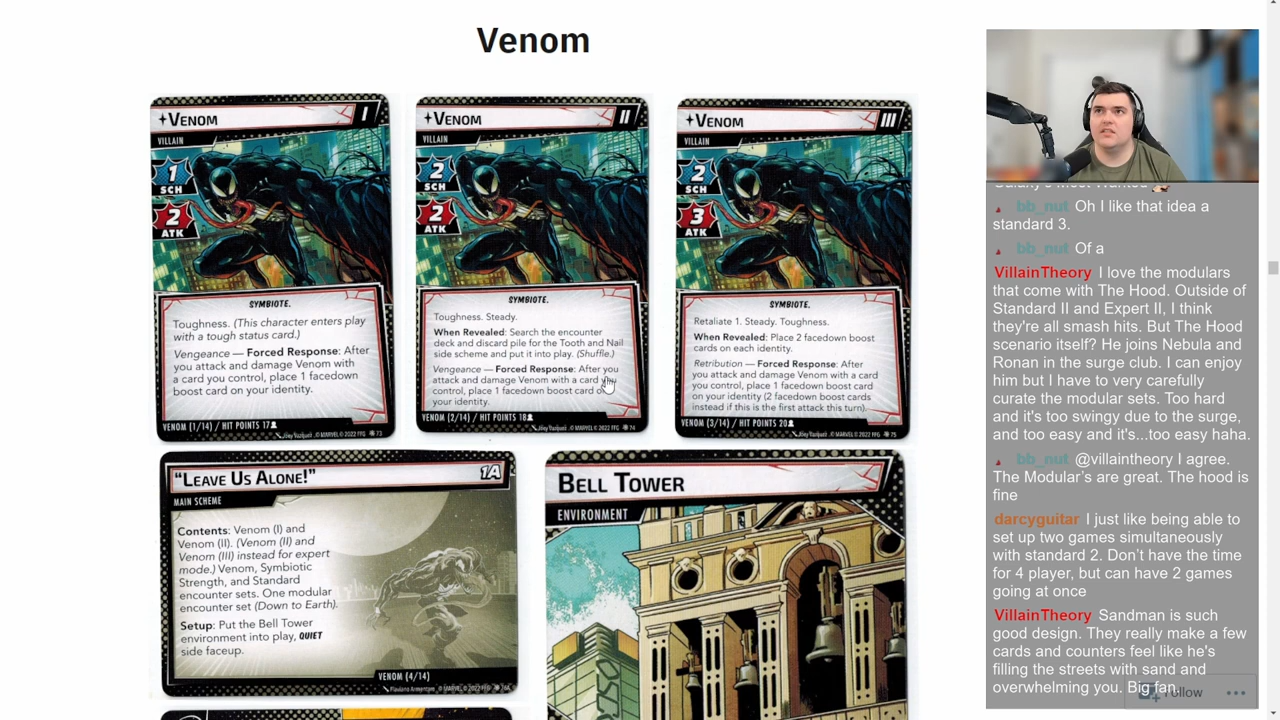 Venom
VENOM
I
VILLAIN
1
SCH
2
ATK
SYMBIOTE.
Toughness. (This character enters play
with a tough status card.)
Vengeance — Forced Response: After
you attack and damage Venom with
a card you control, place 1 facedown
boost card on your identity.
VENOM (1/14) / HIT POINTS 17
VENOM
II
VILLAIN
2
SCH
2
ATK
SYMBIOTE.
Toughness. Steady.
When Revealed: Search the encounter
deck and discard pile for the Tooth and Nail
side scheme and put it into play. (Shuffle.)
Vengeance — Forced Response: After you
attack and damage Venom with a card you
control, place 1 facedown boost card on
your identity.
VENOM (2/14) / HIT POINTS 18
VENOM
III
VILLAIN
2
SCH
3
ATK
SYMBIOTE.
Retaliate 1. Steady. Toughness.
When Revealed: Place 2 facedown boost
cards on each identity.
Retribution — Forced Response: After
you attack and damage Venom with a card
you control, place 1 facedown boost card
on your identity (2 facedown boost cards
instead if this is the first attack this turn).
VENOM (3/14) / HIT POINTS 20
"LEAVE US ALONE!"
1A
MAIN SCHEME
Contents: Venom (I) and
Venom (II). (Venom (II) and
Venom (III) instead for expert
mode.) Venom, Symbiotic
Strength, and Standard
encounter sets. One modular
encounter set (Down to Earth).
Setup: Put the Bell Tower
environment into play, QUIET
side faceup.
VENOM (4/14)
BELL TOWER
ENVIRONMENT
bb_nut Oh I like that idea a
standard 3.
bb_nut Of a
VillainTheory I love the modulars
that come with The Hood. Outside of
Standard II and Expert II, I think
they're all smash hits. But The Hood
scenario itself? He joins Nebula and
Ronan in the surge club. I can enjoy
him but I have to very carefully
curate the modular sets. Too hard
and it's too swingy due to the surge,
and too easy and it's...too easy haha.
bb_nut @villaintheory I agree.
The Modular's are great. The hood is
fine
darcyguitar I just like being able to
set up two games simultaneously
with standard 2. Don't have the time
for 4 player, but can have 2 games
going at once
VillainTheory Sandman is such
good design. They really make a few
cards and counters feel like he's
filling the streets with sand and
overwhelming you. Big fan.
Follow